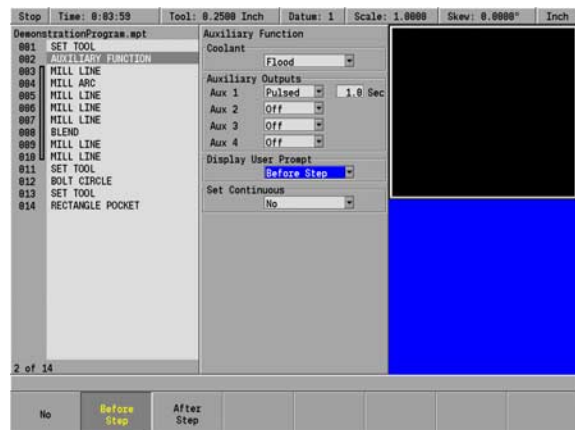 Stop Time: 0:03:59 Tool: 0.2500 Inch Datum: 1 Scale: 1.0000 Skew: 0.0000° Inch
DemonstrationProgram.mpt
001 SET TOOL
002 AUXILIARY FUNCTION
003 MILL LINE
004 MILL ARC
005 MILL LINE
006 MILL LINE
007 MILL LINE
008 BLEND
009 MILL LINE
010 MILL LINE
011 SET TOOL
012 BOLT CIRCLE
013 SET TOOL
014 RECTANGLE POCKET
2 of 14
Auxiliary Function
Coolant
Flood
Auxiliary Outputs
Aux 1 Pulsed 1.0 Sec
Aux 2 Off
Aux 3 Off
Aux 4 Off
Display User Prompt
Before Step
Set Continuous
No
No Before Step After Step